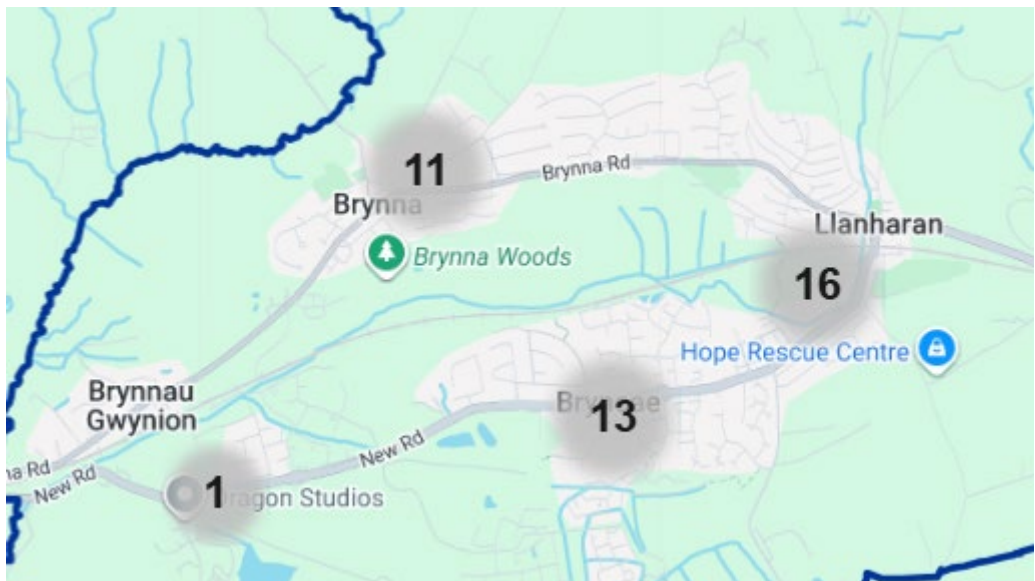 11
Brynna Rd
Brynna
Llanharan
Brynna Woods
16
Hope Rescue Centre
Brynnau
Gwynion
13
New Rd
na Rd
New Rd
1
Dragon Studios